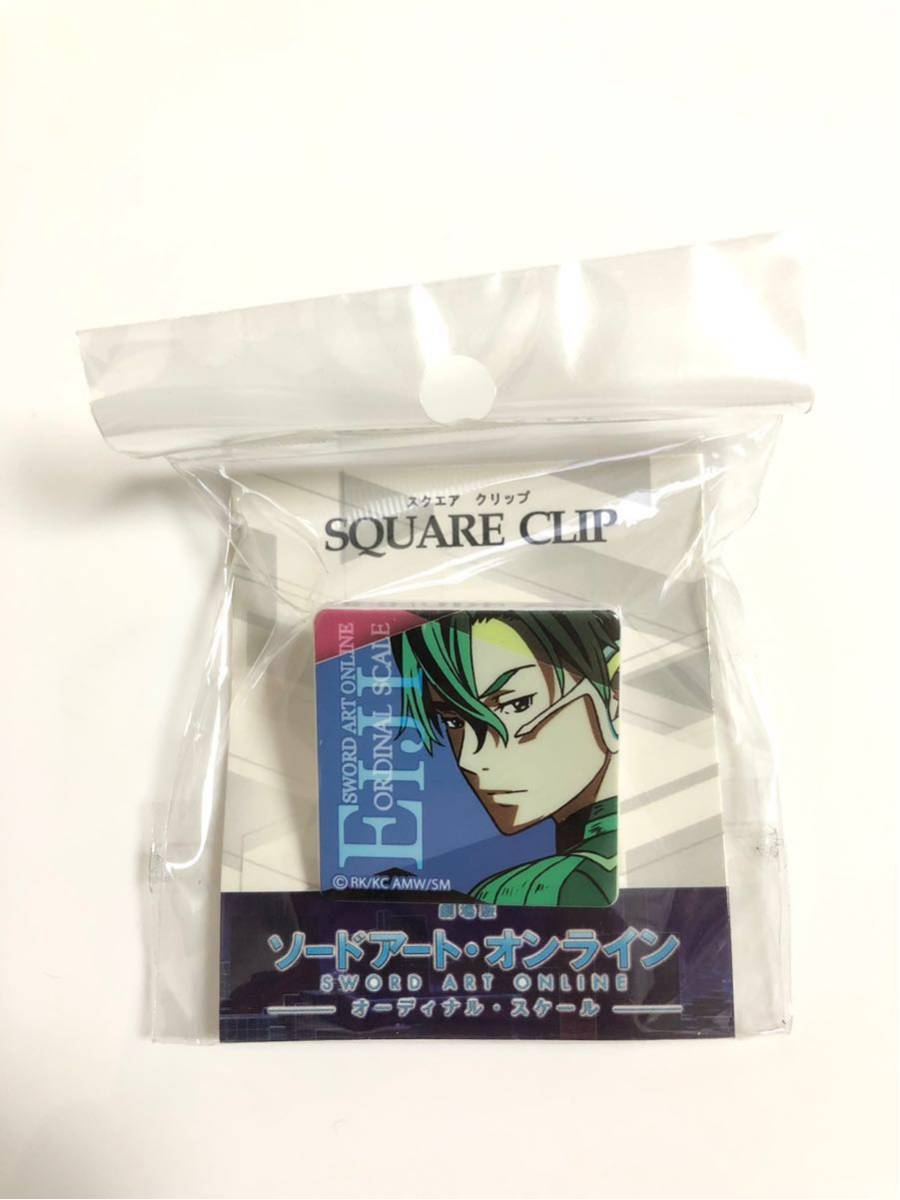 スクエア クリップ
SQUARE CLIP
SWORD ART ONLINE
ORDINAL SCALE
EIJI
© RK/KC AMW/SM
劇場版
ソードアート・オンライン
SWORD ART ONLINE
オーディナル・スケール